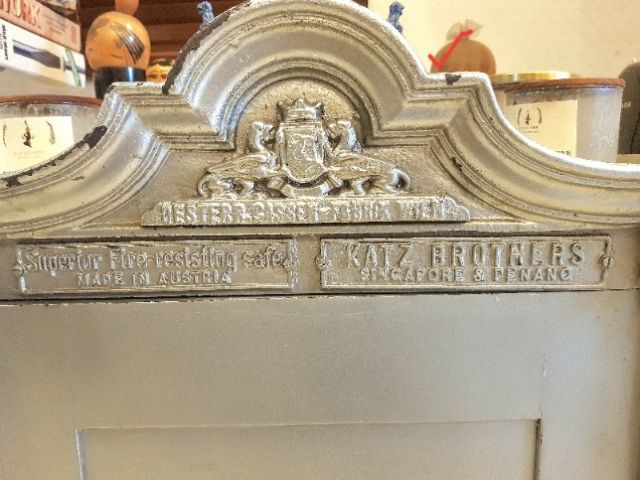 OESTERR. CASSEN-FABRIK WIEN
Superior Fire-resisting safe
MADE IN AUSTRIA
KATZ BROTHERS
SINGAPORE & PENANG